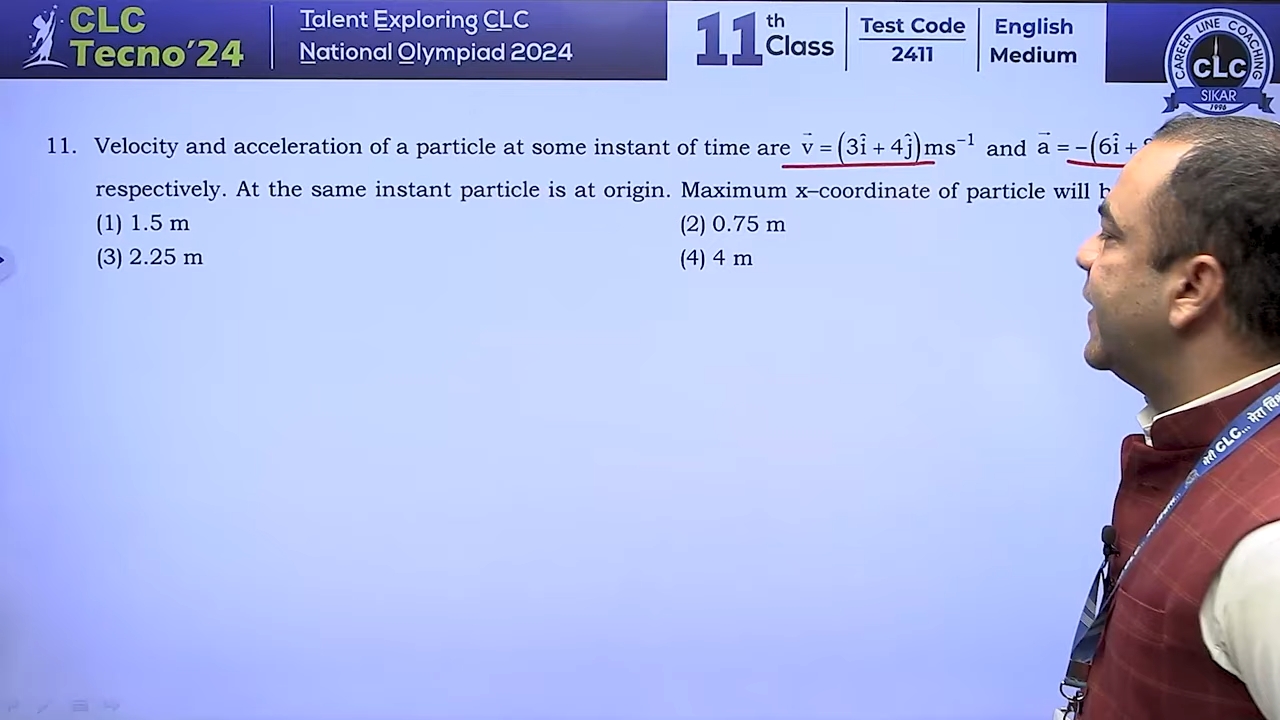 CLC
Tecno'24
Talent Exploring CLC
National Olympiad 2024
11th Class
Test Code
2411
English
Medium
CAREER LINE COACHING
CLC
SIKAR
1996
11. Velocity and acceleration of a particle at some instant of time are v⃗ = (3î + 4ĵ) ms⁻¹ and a⃗ = −(6î +
respectively. At the same instant particle is at origin. Maximum x–coordinate of particle will
(1) 1.5 m (2) 0.75 m
(3) 2.25 m (4) 4 m
मेरी CLC... मेरा